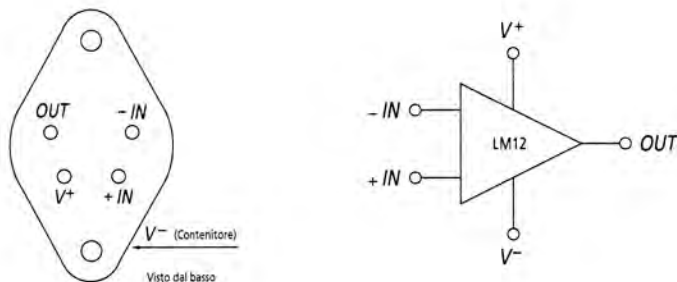 OUT
– IN
V+
+ IN
V– (Contenitore)
Visto dal basso
V+
– IN
LM12
OUT
+ IN
V–